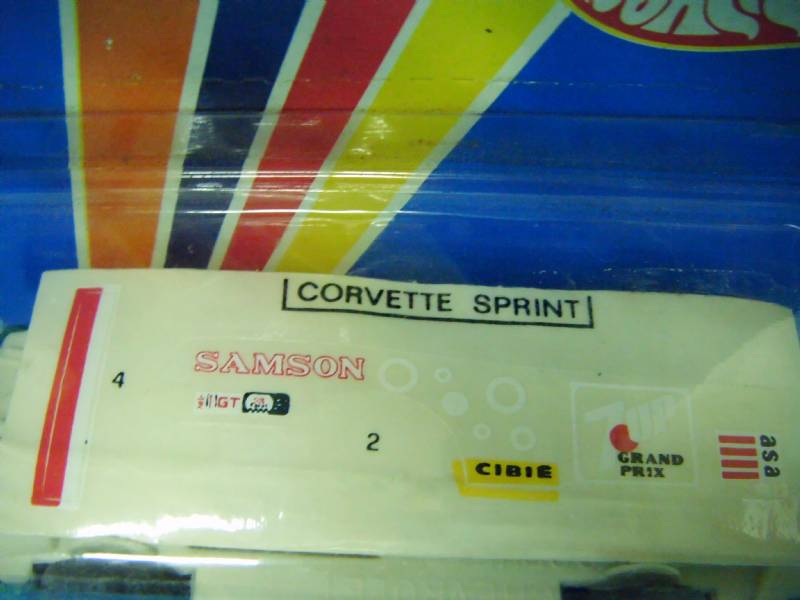 CORVETTE SPRINT
SAMSON
4
GT
2
7UP
GRAND
PRIX
CIBIE
asa